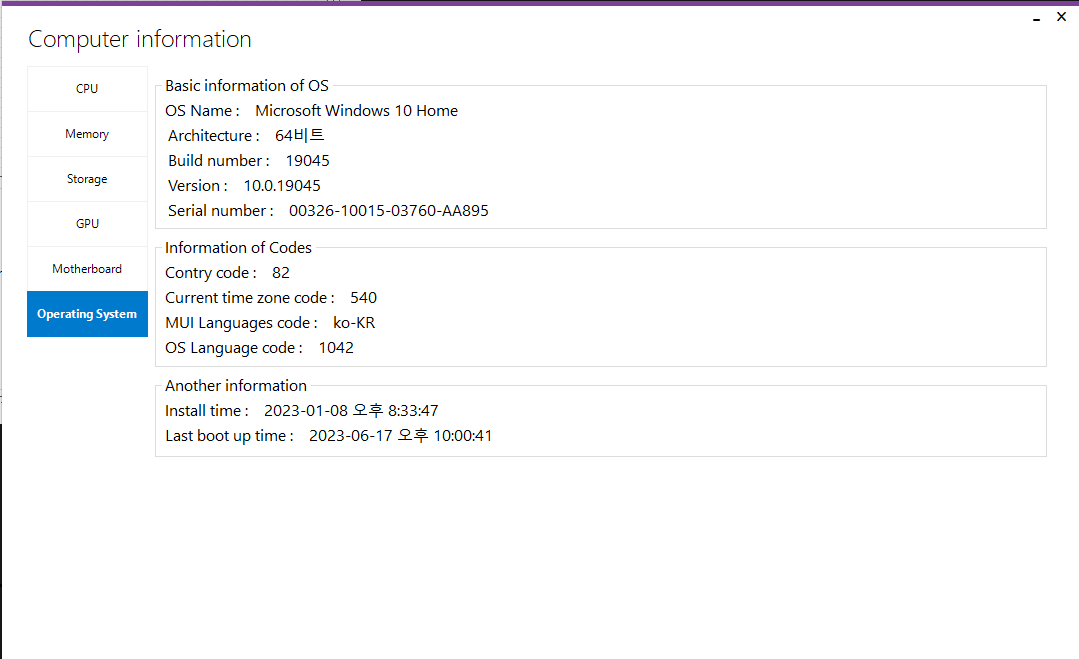 Computer information
CPU
Memory
Storage
GPU
Motherboard
Operating System
Basic information of OS
OS Name : Microsoft Windows 10 Home
Architecture : 64비트
Build number : 19045
Version : 10.0.19045
Serial number : 00326-10015-03760-AA895
Information of Codes
Contry code : 82
Current time zone code : 540
MUI Languages code : ko-KR
OS Language code : 1042
Another information
Install time : 2023-01-08 오후 8:33:47
Last boot up time : 2023-06-17 오후 10:00:41